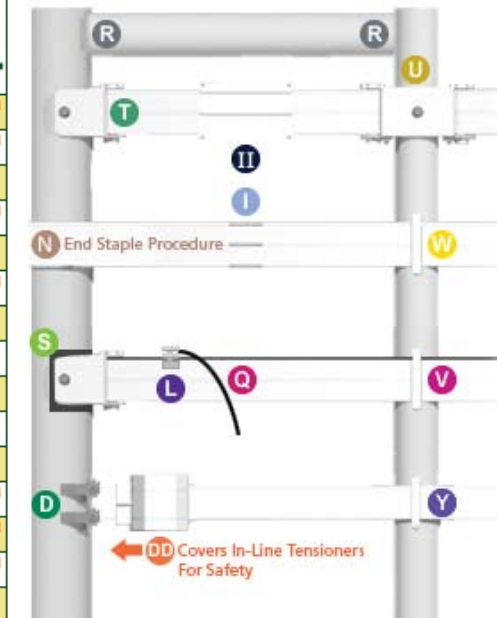 R R
U
T
II
I
N End Staple Procedure W
S
L Q V
D Y
DD Covers In-Line Tensioners
For Safety